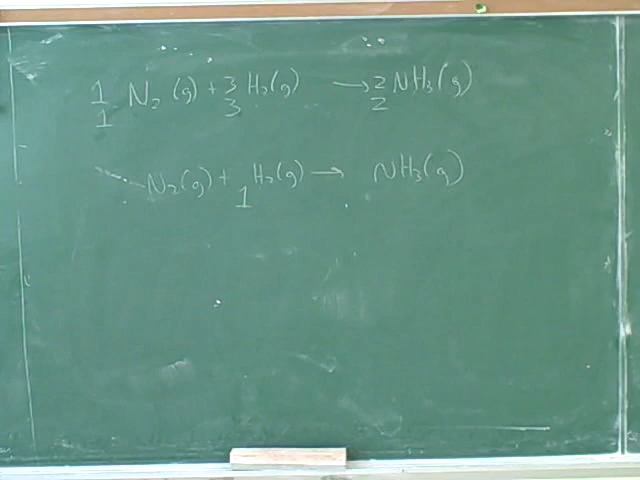 1 N₂ (g) + 3 H₂(g) → 2 NH₃(g)
1 3 2
N₂(g) + H₂(g) → NH₃(g)
1